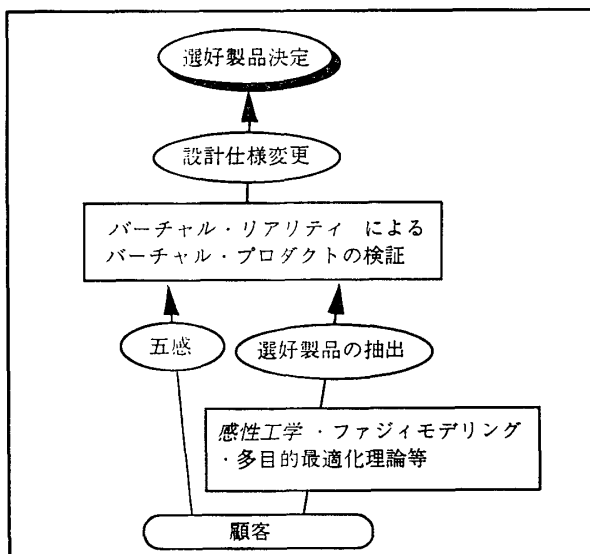 選好製品決定
設計仕様変更
バーチャル・リアリティ による
バーチャル・プロダクトの検証
五感
選好製品の抽出
感性工学・ファジィモデリング
・多目的最適化理論等
顧客